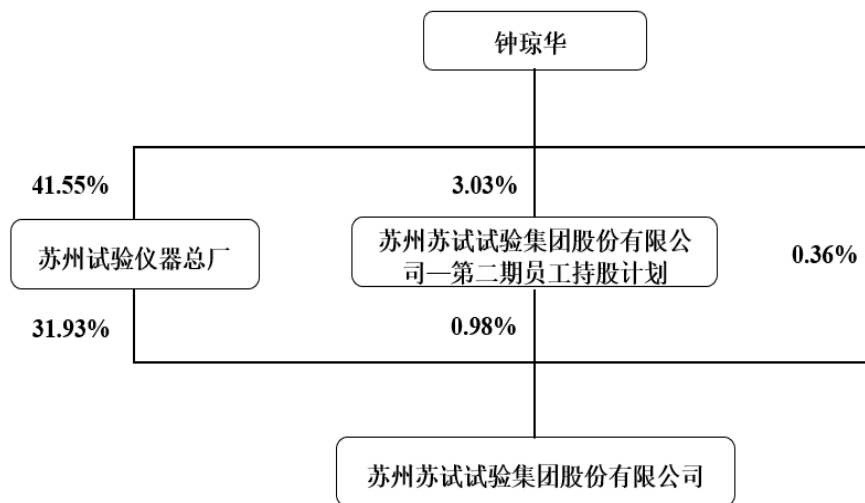 钟琼华
41.55%
3.03%
苏州试验仪器总厂
苏州苏试试验集团股份有限公
司—第二期员工持股计划
0.36%
31.93%
0.98%
苏州苏试试验集团股份有限公司